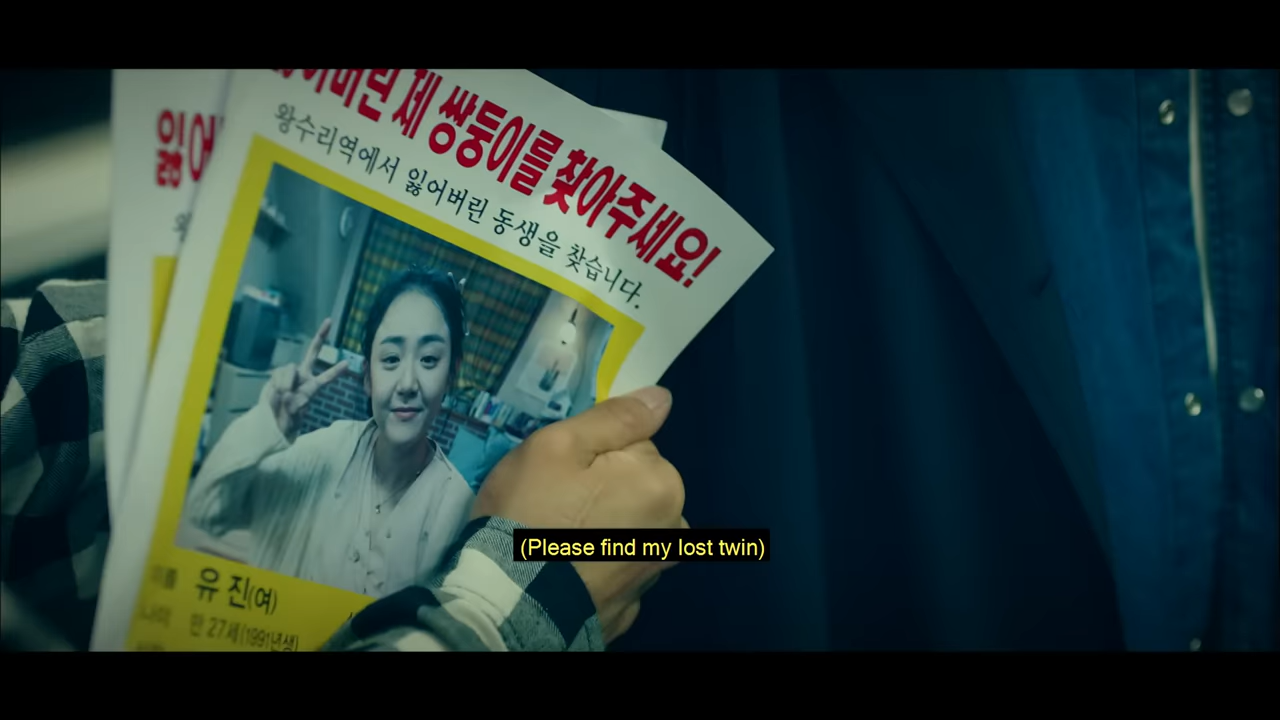 잃어
버린 제 쌍둥이를 찾아주세요!
왕수리역에서 잃어버린 동생을 찾습니다.
유 진(여)
만 27세(1991년생)
(Please find my lost twin)